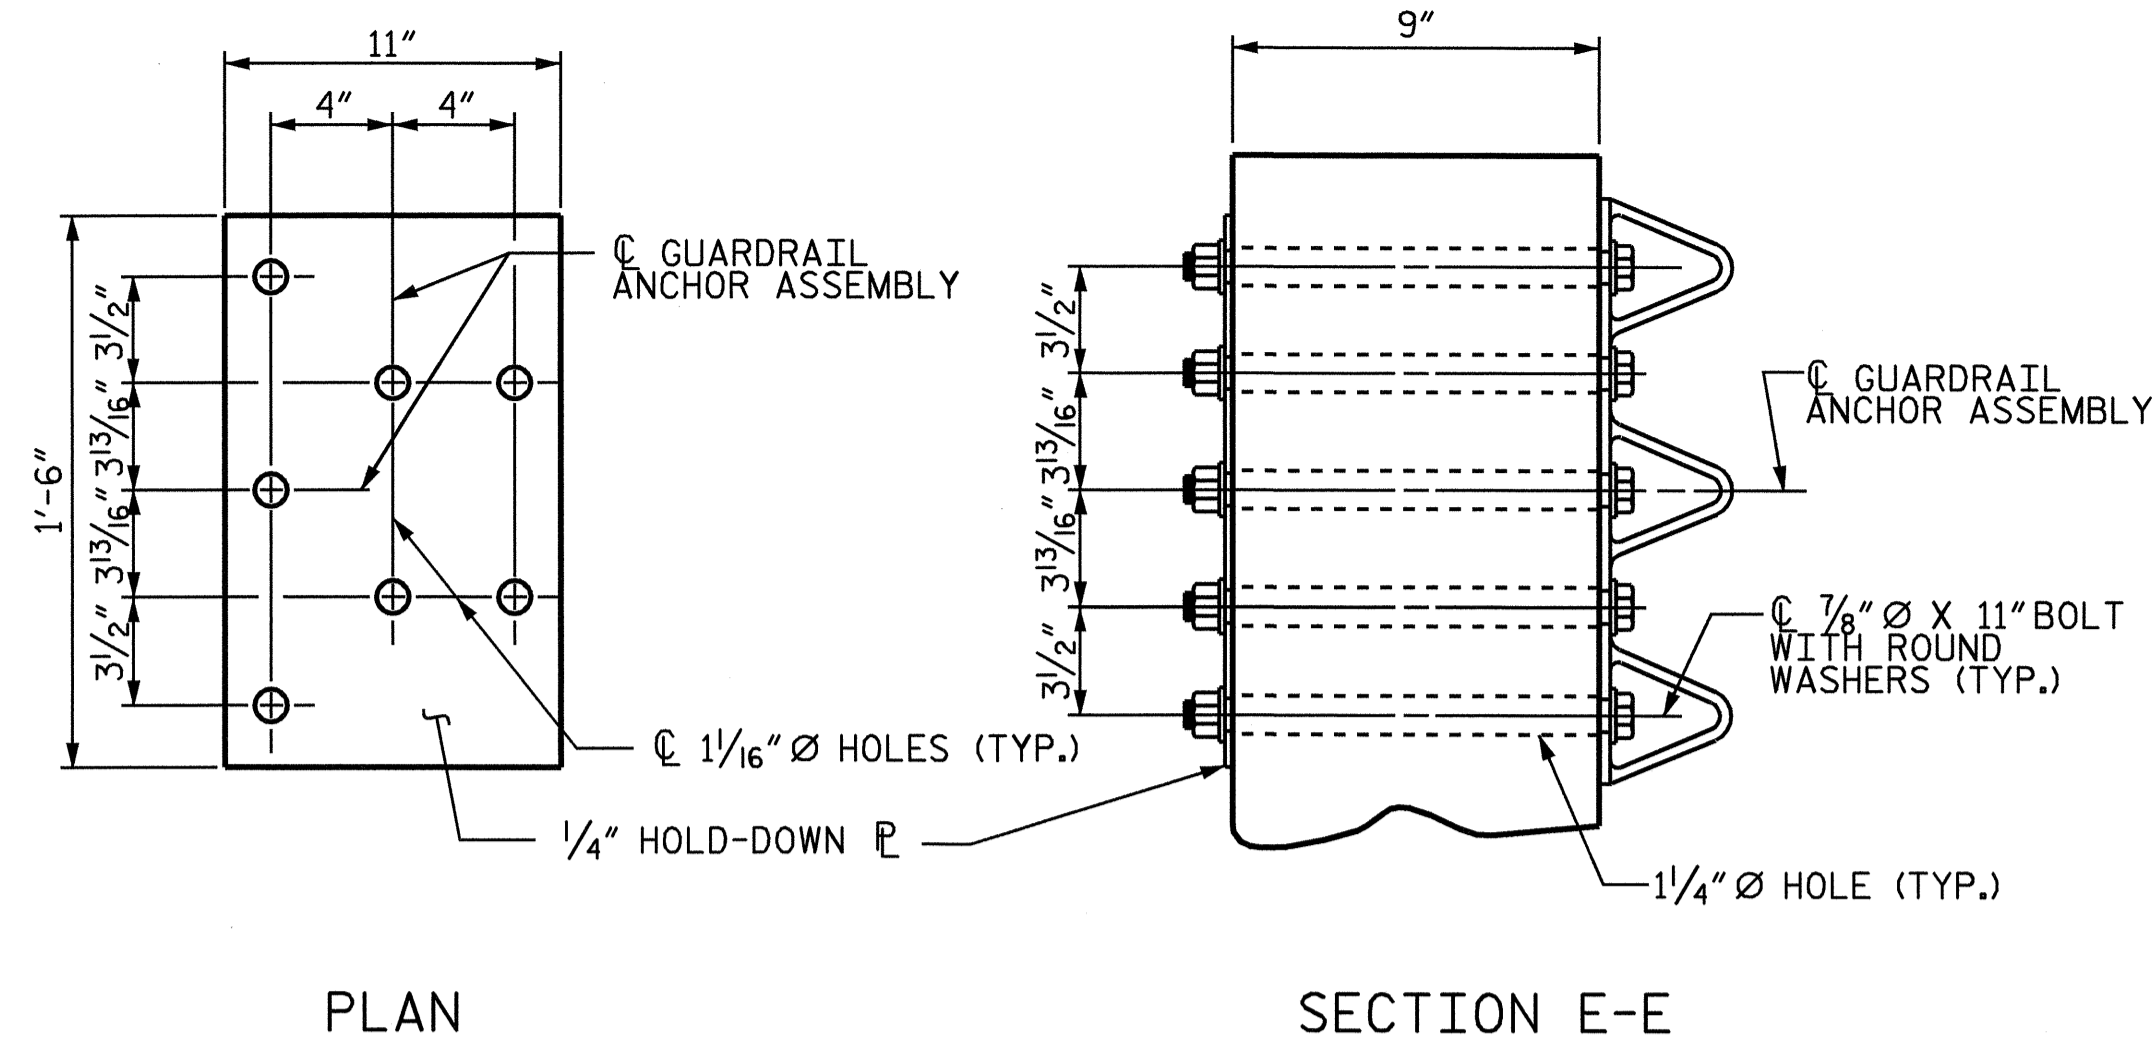 11"
4" 4"
1'-6"
3 1/2"
3 13/16"
3 13/16"
3 1/2"
℄ GUARDRAIL
ANCHOR ASSEMBLY
℄ 1 1/16" Ø HOLES (TYP.)
1/4" HOLD-DOWN ⅊
PLAN
9"
3 1/2"
3 13/16"
3 13/16"
3 1/2"
℄ GUARDRAIL
ANCHOR ASSEMBLY
℄ 7/8" Ø X 11" BOLT
WITH ROUND
WASHERS (TYP.)
1 1/4" Ø HOLE (TYP.)
SECTION E-E